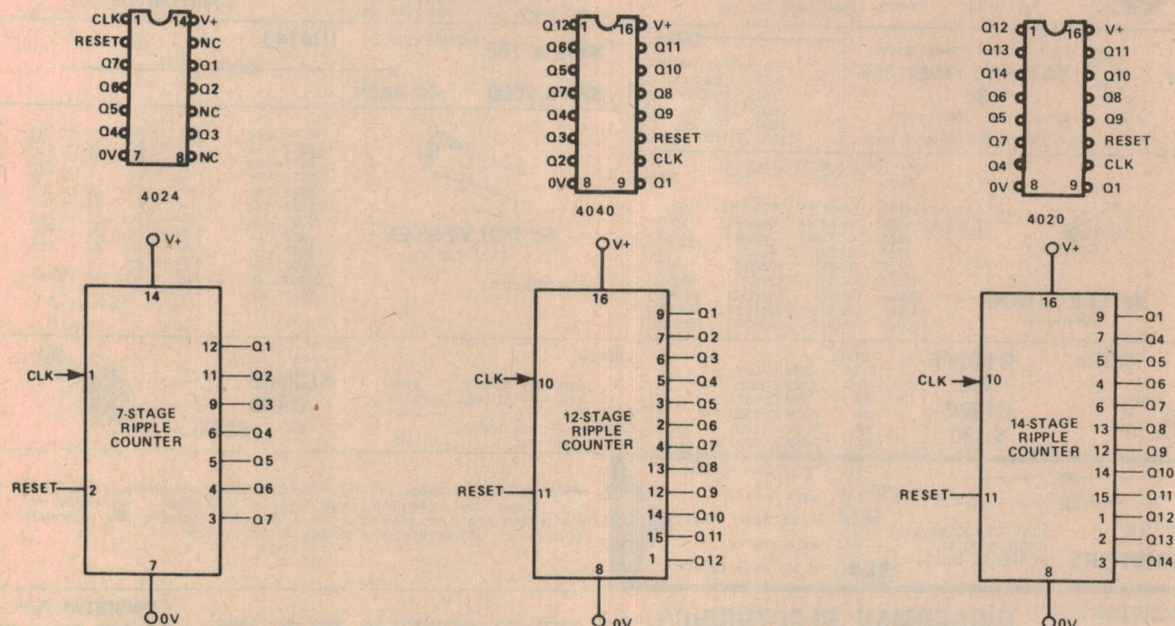 CLK 1 14 V+
RESET NC
Q7 Q1
Q6 Q2
Q5 NC
Q4 Q3
0V 7 8 NC
4024
Q12 1 16 V+
Q6 Q11
Q5 Q10
Q7 Q8
Q4 Q9
Q3 RESET
Q2 CLK
0V 8 9 Q1
4040
Q12 1 16 V+
Q13 Q11
Q14 Q10
Q6 Q8
Q5 Q9
Q7 RESET
Q4 CLK
0V 8 9 Q1
4020
V+
14
12 Q1
CLK 1
11 Q2
9 Q3
7-STAGE
RIPPLE
COUNTER
6 Q4
5 Q5
RESET 2
4 Q6
3 Q7
7
0V
V+
16
9 Q1
7 Q2
6 Q3
CLK 10
5 Q4
3 Q5
12-STAGE
RIPPLE
COUNTER
2 Q6
4 Q7
13 Q8
RESET 11
12 Q9
14 Q10
15 Q11
1 Q12
8
0V
V+
16
9 Q1
7 Q4
5 Q5
CLK 10
4 Q6
6 Q7
14-STAGE
RIPPLE
COUNTER
13 Q8
12 Q9
14 Q10
RESET 11
15 Q11
1 Q12
2 Q13
3 Q14
8
0V